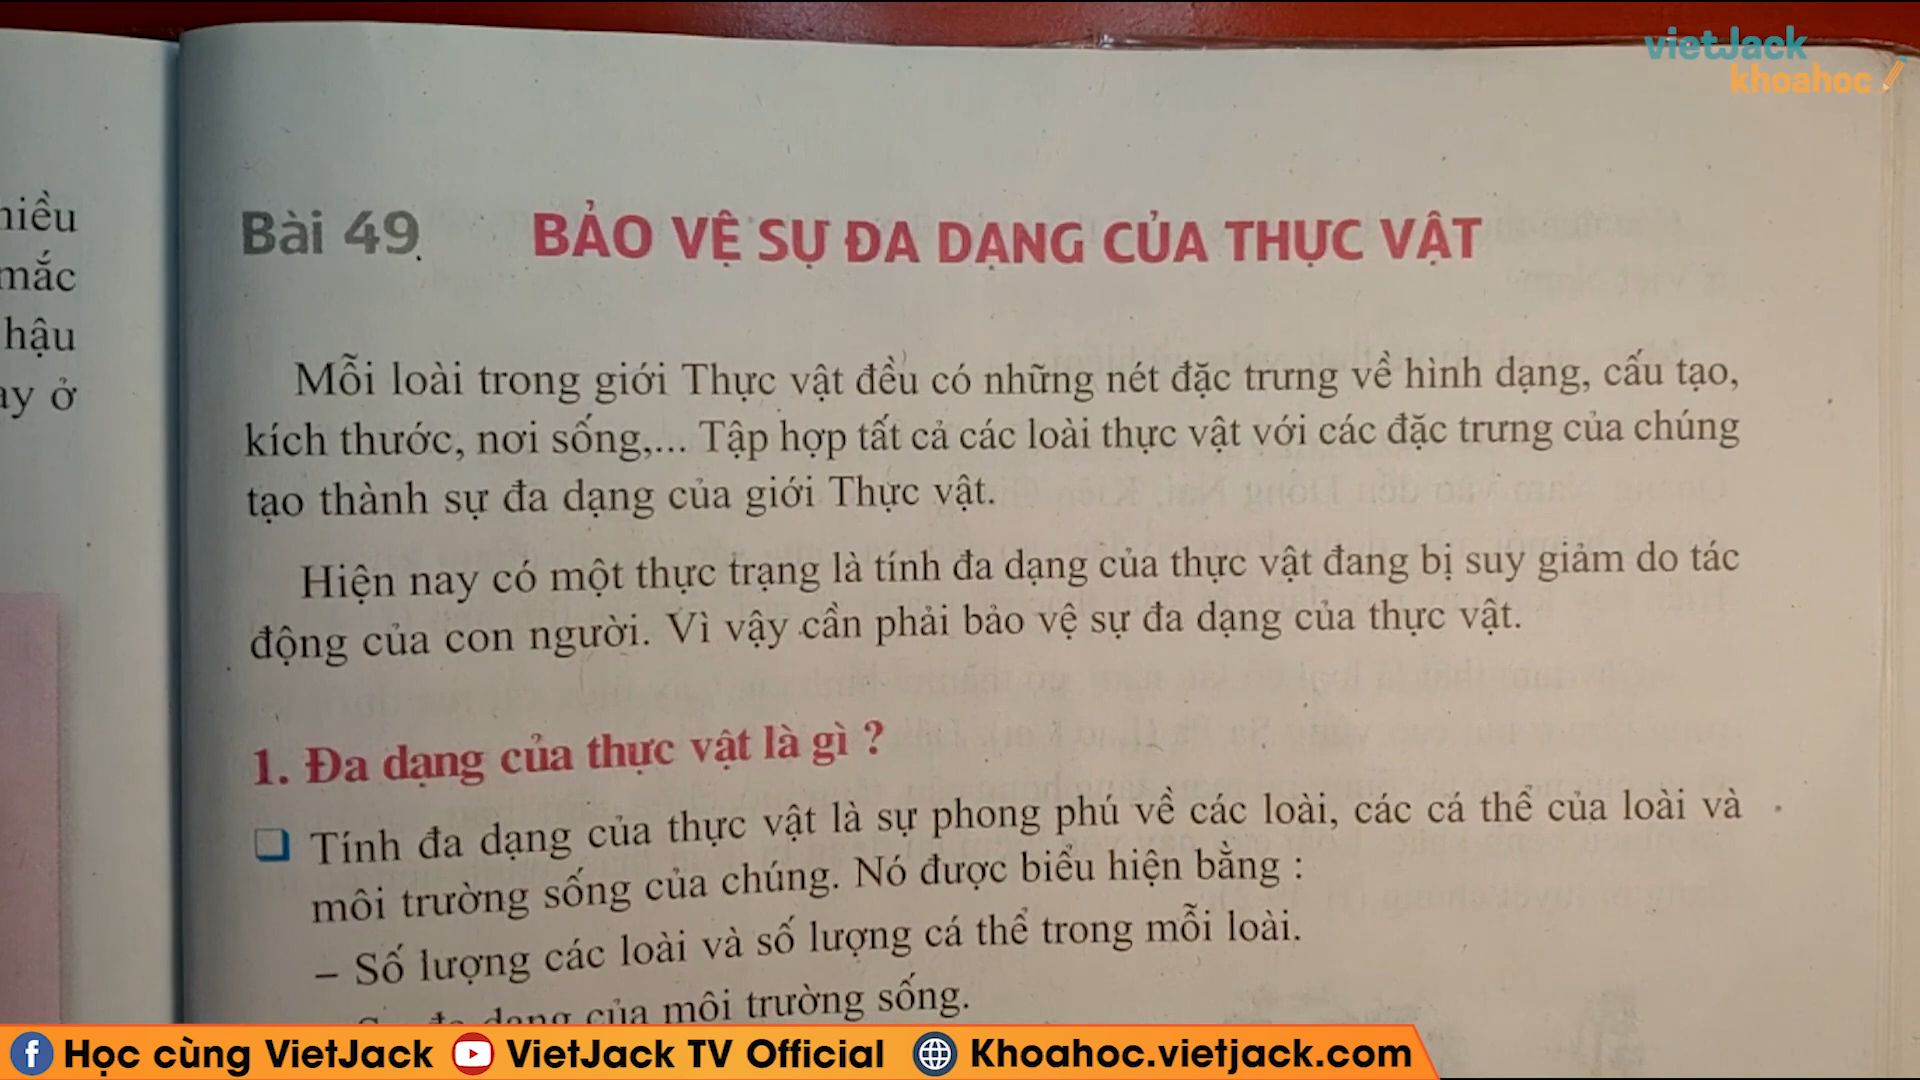 vietJack
khoahoc
hiều
mắc
hậu
ay ở
Bài 49. BẢO VỆ SỰ ĐA DẠNG CỦA THỰC VẬT
Mỗi loài trong giới Thực vật đều có những nét đặc trưng về hình dạng, cấu tạo,
kích thước, nơi sống,... Tập hợp tất cả các loài thực vật với các đặc trưng của chúng
tạo thành sự đa dạng của giới Thực vật.
Hiện nay có một thực trạng là tính đa dạng của thực vật đang bị suy giảm do tác
động của con người. Vì vậy cần phải bảo vệ sự đa dạng của thực vật.
1. Đa dạng của thực vật là gì ?
Tính đa dạng của thực vật là sự phong phú về các loài, các cá thể của loài và
môi trường sống của chúng. Nó được biểu hiện bằng :
– Số lượng các loài và số lượng cá thể trong mỗi loài.
đa dạng của môi trường sống.
Học cùng VietJack VietJack TV Official Khoahoc.vietjack.com